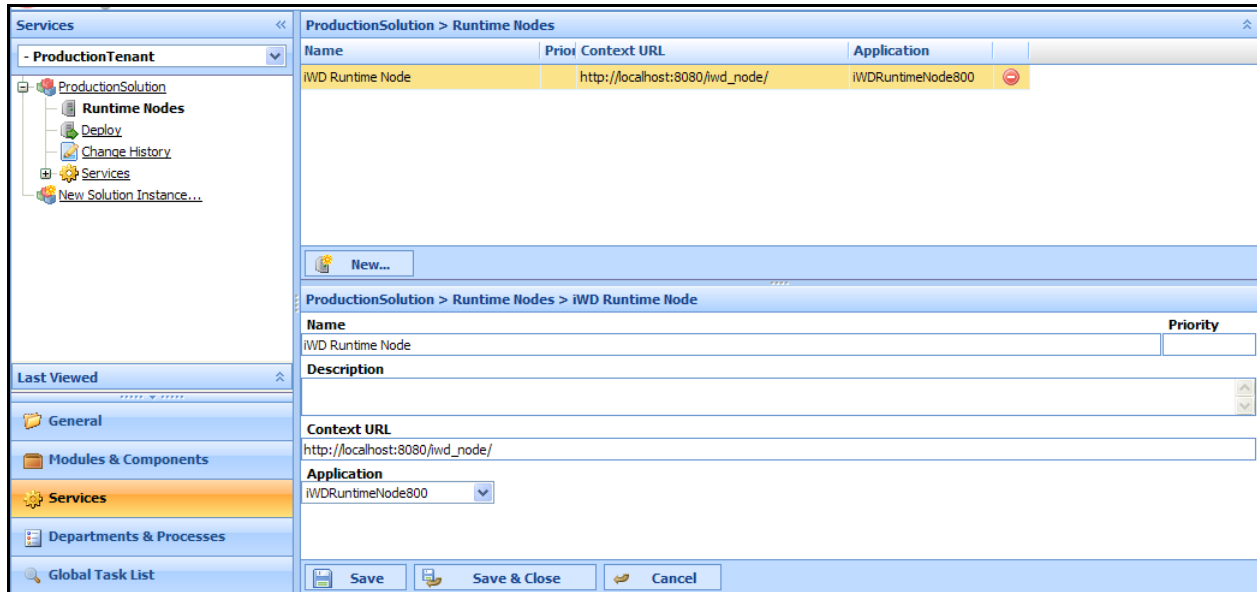 Services
- ProductionTenant
ProductionSolution
Runtime Nodes
Deploy
Change History
Services
New Solution Instance...
Last Viewed
General
Modules & Components
Services
Departments & Processes
Global Task List
ProductionSolution > Runtime Nodes
Name Prior Context URL Application
iWD Runtime Node http://localhost:8080/iwd_node/ iWDRuntimeNode800
New...
ProductionSolution > Runtime Nodes > iWD Runtime Node
Name Priority
iWD Runtime Node
Description
Context URL
http://localhost:8080/iwd_node/
Application
iWDRuntimeNode800
Save Save & Close Cancel